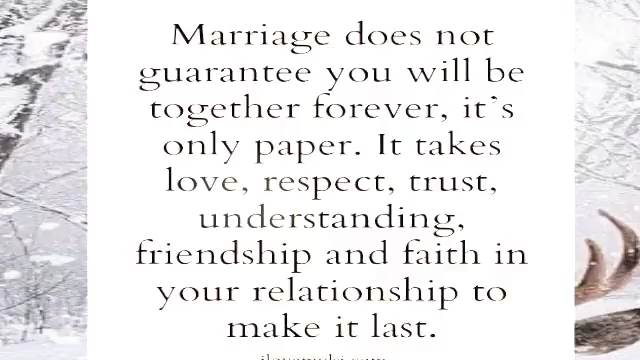 Marriage does not
guarantee you will be
together forever, it's
only paper. It takes
love, respect, trust,
understanding,
friendship and faith in
your relationship to
make it last.